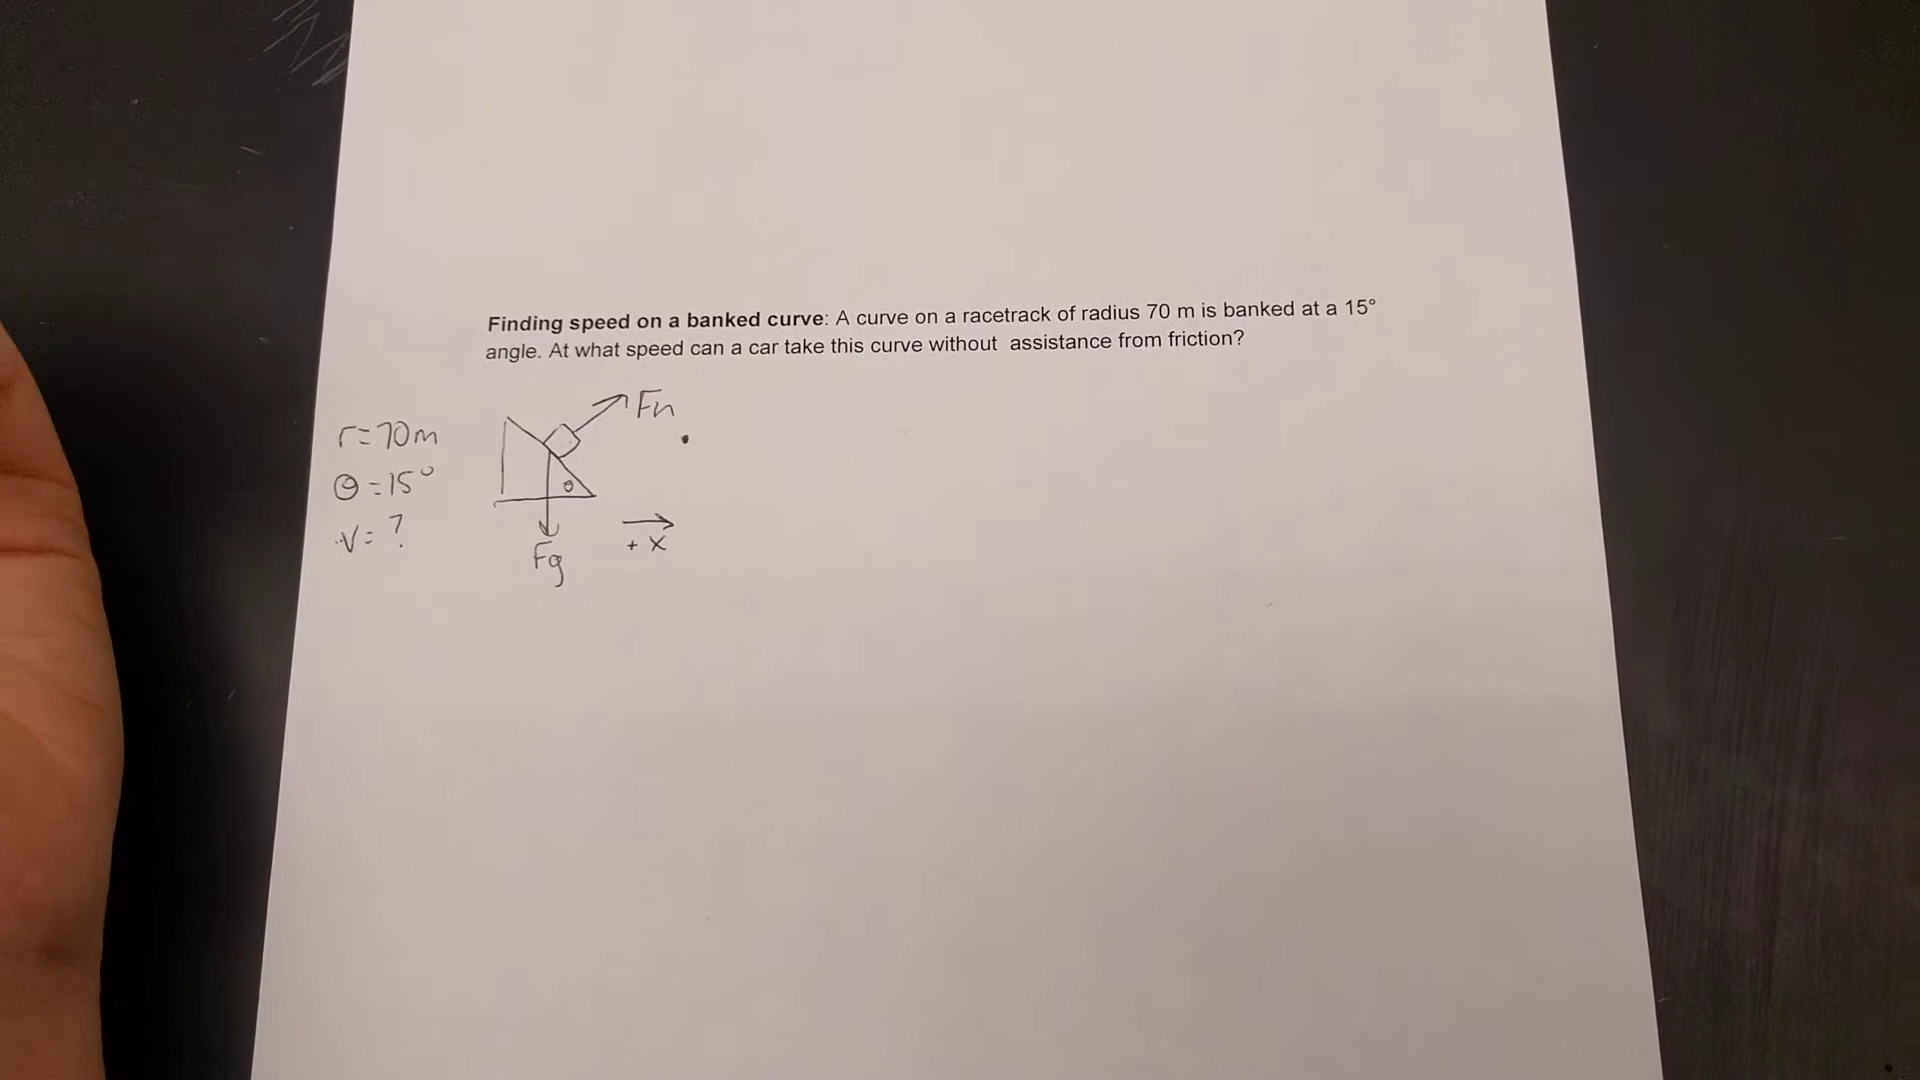 Finding speed on a banked curve: A curve on a racetrack of radius 70 m is banked at a 15°
angle. At what speed can a car take this curve without assistance from friction?
Fn
r=70m
θ=15°
θ
v=?
+x
Fg